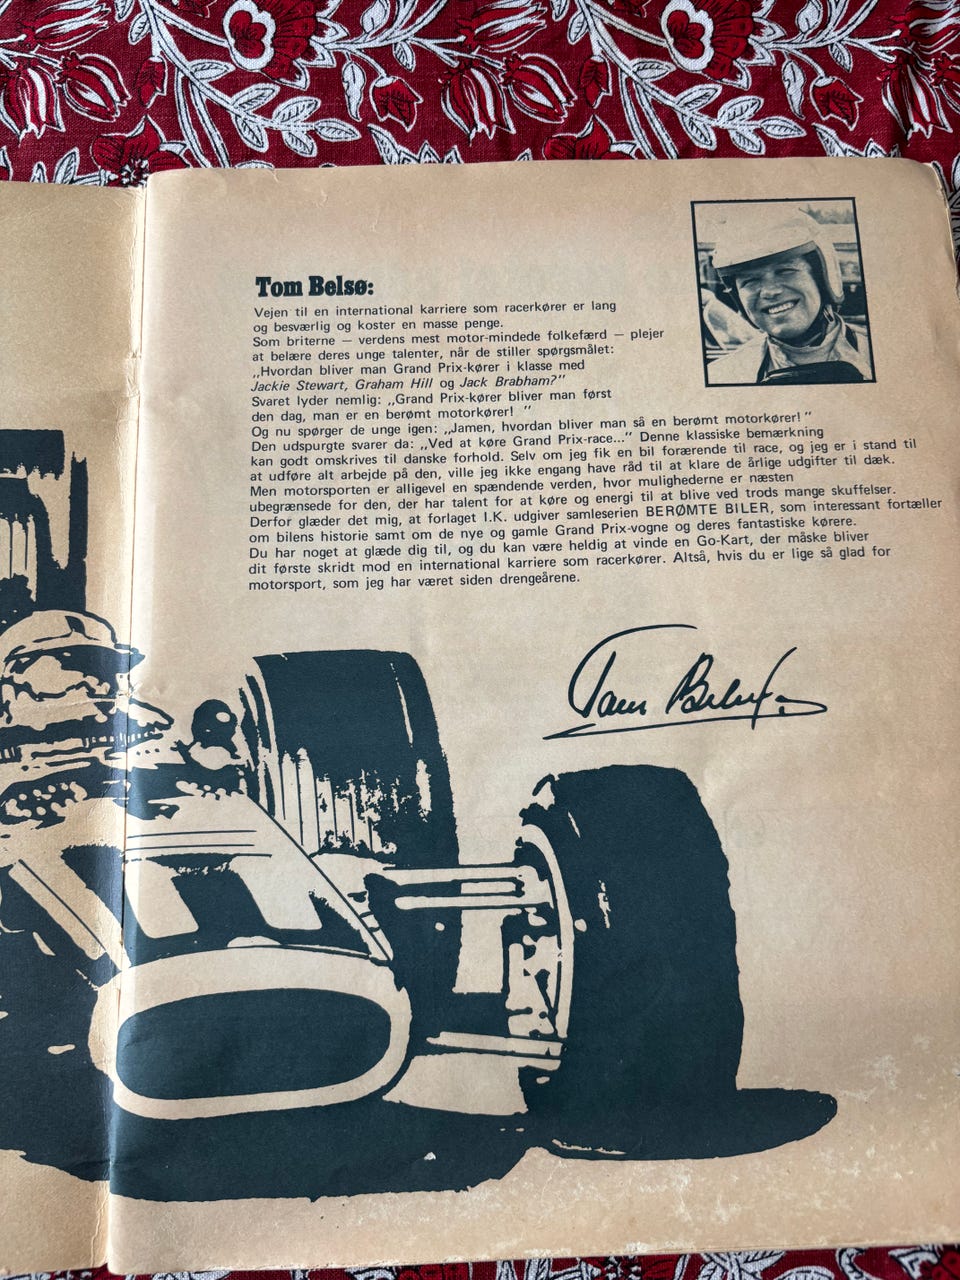 Tom Belsø:
Vejen til en international karriere som racerkører er lang
og besværlig og koster en masse penge.
Som briterne — verdens mest motor-mindede folkefærd — plejer
at belære deres unge talenter, når de stiller spørgsmålet:
„Hvordan bliver man Grand Prix-kører i klasse med
Jackie Stewart, Graham Hill og Jack Brabham?”
Svaret lyder nemlig: „Grand Prix-kører bliver man først
den dag, man er en berømt motorkører! ”
Og nu spørger de unge igen: „Jamen, hvordan bliver man så en berømt motorkører!”
Den udspurgte svarer da: „Ved at køre Grand Prix-race...” Denne klassiske bemærkning
kan godt omskrives til danske forhold. Selv om jeg fik en bil forærende til race, og jeg er i stand til
at udføre alt arbejde på den, ville jeg ikke engang have råd til at klare de årlige udgifter til dæk.
Men motorsporten er alligevel en spændende verden, hvor mulighederne er næsten
ubegrænsede for den, der har talent for at køre og energi til at blive ved trods mange skuffelser.
Derfor glæder det mig, at forlaget I.K. udgiver samleserien BERØMTE BILER, som interessant fortæller
om bilens historie samt om de nye og gamle Grand Prix-vogne og deres fantastiske kørere.
Du har noget at glæde dig til, og du kan være heldig at vinde en Go-Kart, der måske bliver
dit første skridt mod en international karriere som racerkører. Altså, hvis du er lige så glad for
motorsport, som jeg har været siden drengeårene.
Tom Belsø